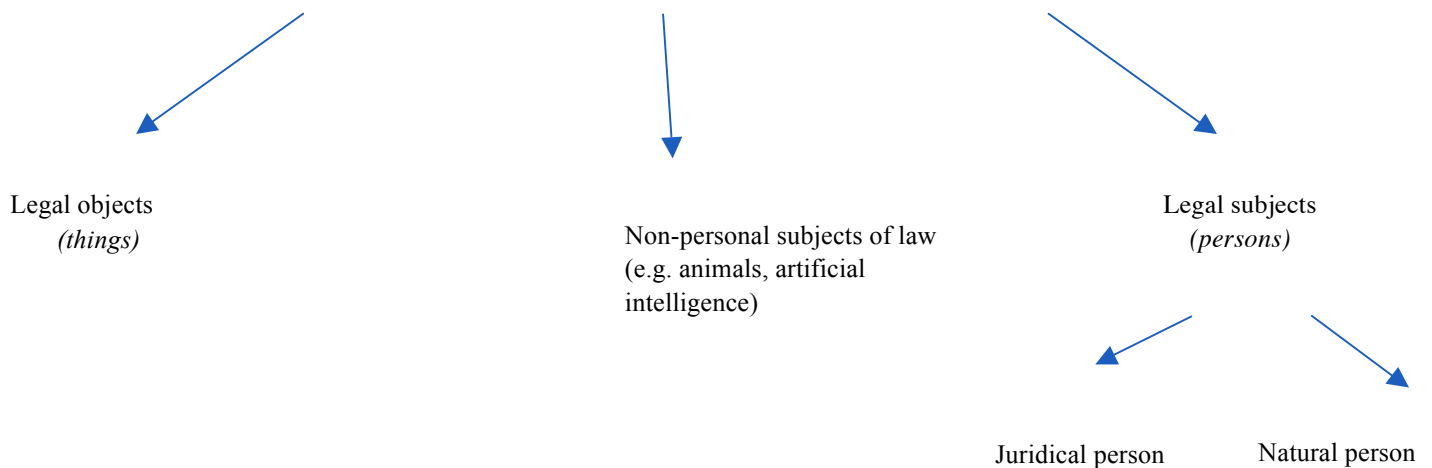 Legal objects
(things)
Non-personal subjects of law
(e.g. animals, artificial
intelligence)
Legal subjects
(persons)
Juridical person
Natural person